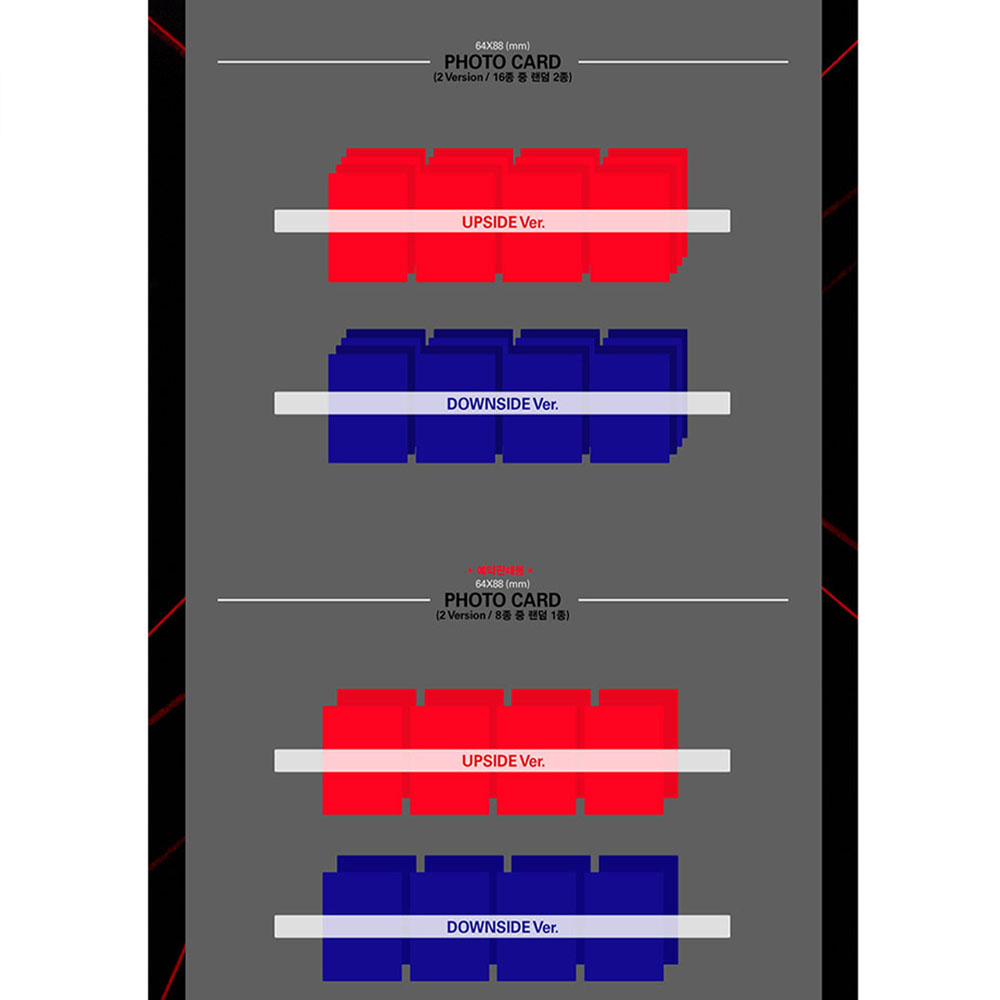 64X88 (mm)
PHOTO CARD
(2 Version / 16종 중 랜덤 2종)
UPSIDE Ver.
DOWNSIDE Ver.
• 예약판매용 •
64X88 (mm)
PHOTO CARD
(2 Version / 8종 중 랜덤 1종)
UPSIDE Ver.
DOWNSIDE Ver.